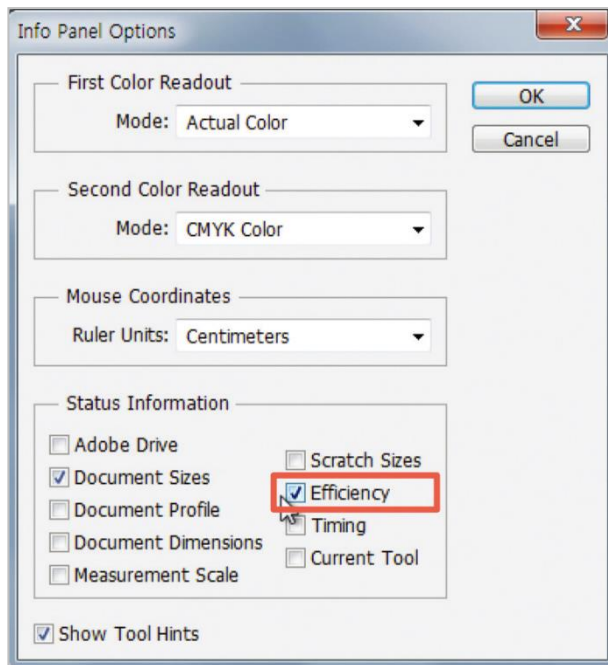 Info Panel Options
First Color Readout
Mode: Actual Color
OK
Cancel
Second Color Readout
Mode: CMYK Color
Mouse Coordinates
Ruler Units: Centimeters
Status Information
Adobe Drive
Document Sizes
Document Profile
Document Dimensions
Measurement Scale
Scratch Sizes
Efficiency
Timing
Current Tool
Show Tool Hints